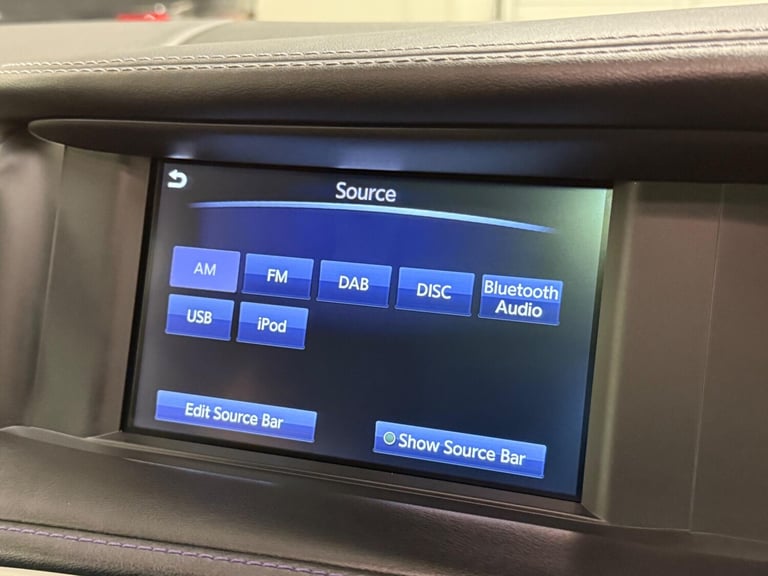 Source
AM
FM
DAB
DISC
Bluetooth
Audio
USB
iPod
Edit Source Bar
Show Source Bar